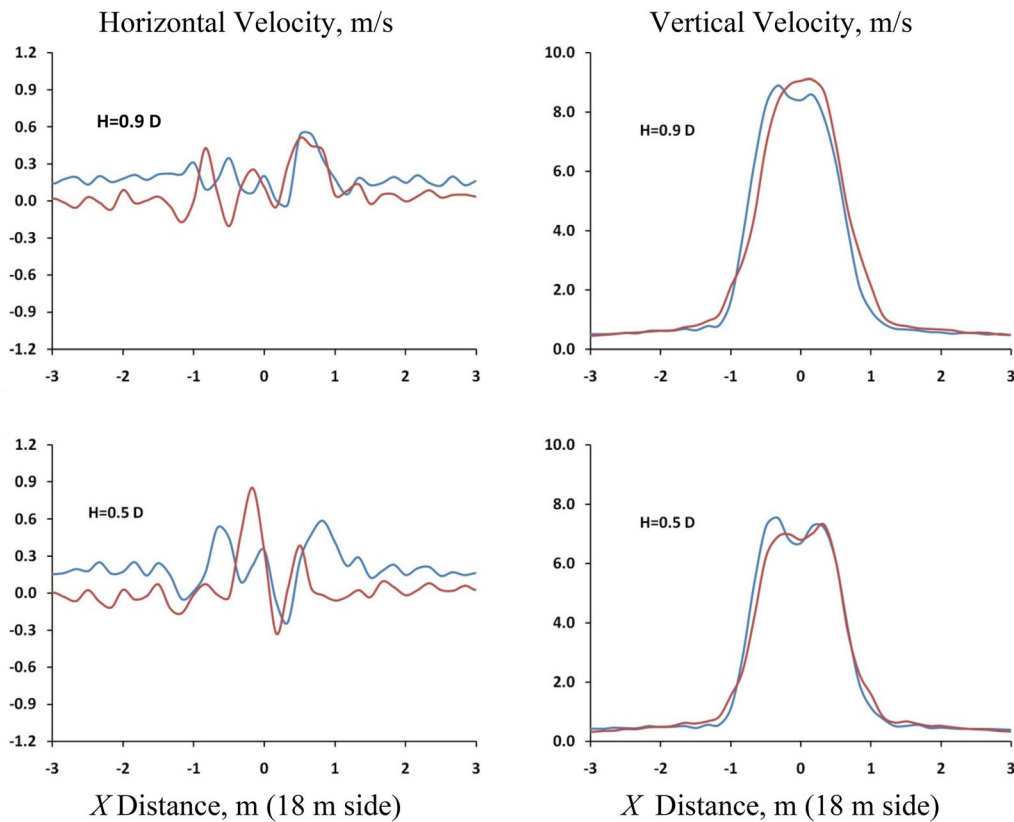 Horizontal Velocity, m/s
Vertical Velocity, m/s
1.2
0.9
0.6
0.3
0.0
-0.3
-0.6
-0.9
-1.2
H=0.9 D
-3 -2 -1 0 1 2 3
10.0
8.0
6.0
4.0
2.0
0.0
H=0.9 D
-3 -2 -1 0 1 2 3
1.2
0.9
0.6
0.3
0.0
-0.3
-0.6
-0.9
-1.2
H=0.5 D
-3 -2 -1 0 1 2 3
10.0
8.0
6.0
4.0
2.0
0.0
H=0.5 D
-3 -2 -1 0 1 2 3
X Distance, m (18 m side)
X Distance, m (18 m side)